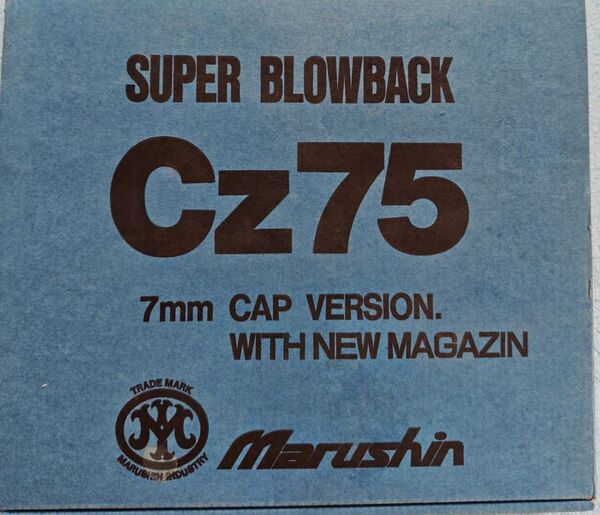 SUPER BLOWBACK
Cz75
7mm CAP VERSION.
WITH NEW MAGAZIN
TRADE MARK
MARUSHIN INDUSTRY
Marushin